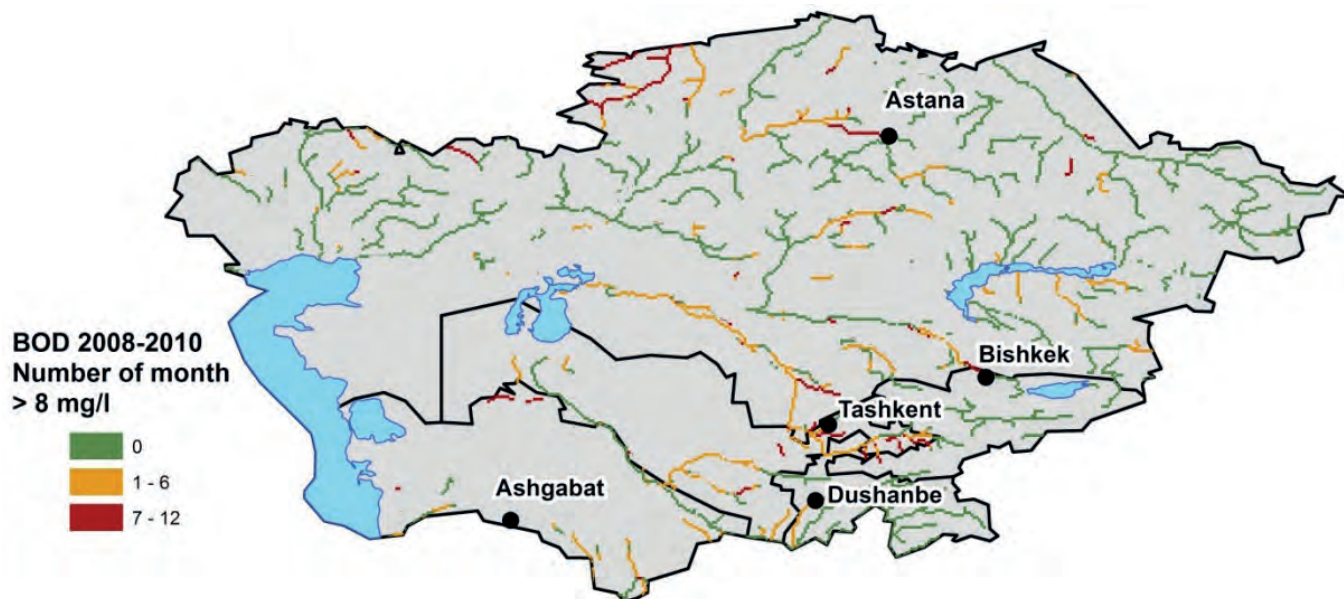 Astana
BOD 2008-2010
Number of month
> 8 mg/l
0
1 - 6
7 - 12
Bishkek
Tashkent
Ashgabat
Dushanbe